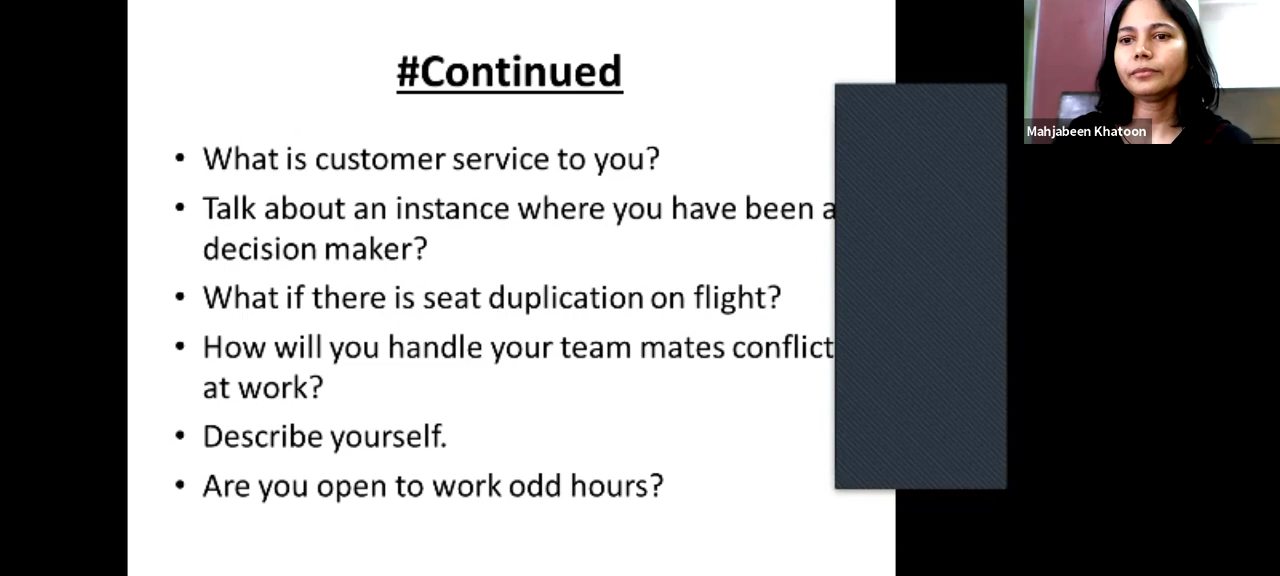 #Continued
• What is customer service to you?
• Talk about an instance where you have been a
decision maker?
• What if there is seat duplication on flight?
• How will you handle your team mates conflict
at work?
• Describe yourself.
• Are you open to work odd hours?
Mahjabeen Khatoon